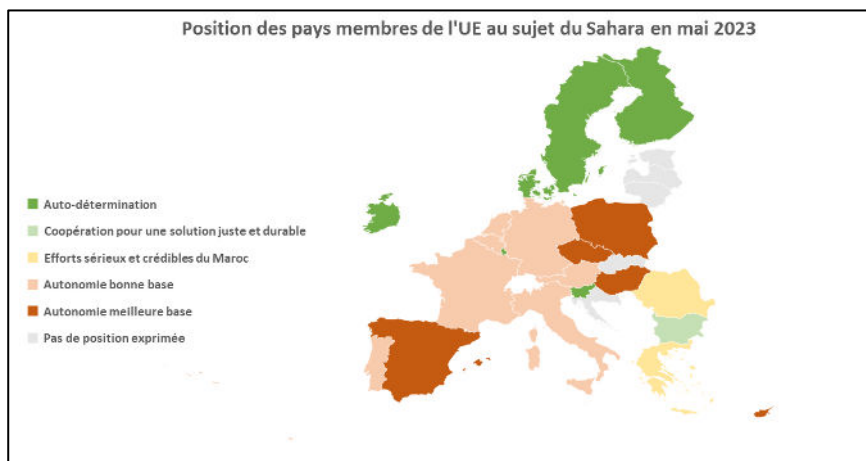 Position des pays membres de l'UE au sujet du Sahara en mai 2023
Auto-détermination
Coopération pour une solution juste et durable
Efforts sérieux et crédibles du Maroc
Autonomie bonne base
Autonomie meilleure base
Pas de position exprimée